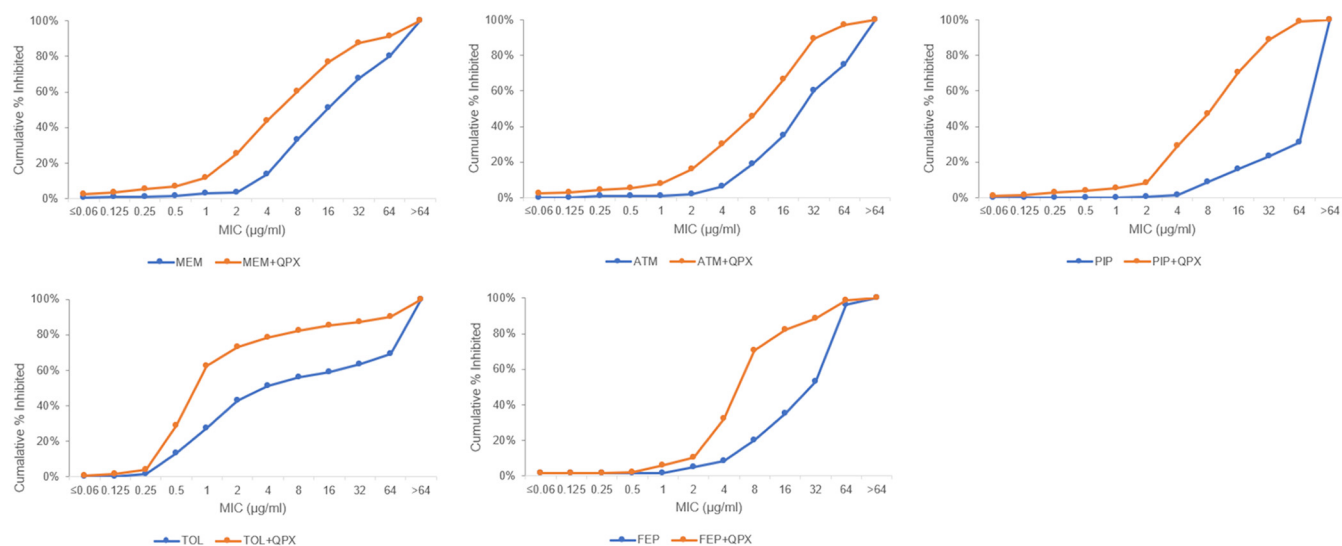 Cumulative % Inhibited
100%
80%
60%
40%
20%
0%
≤0.06 0.125 0.25 0.5 1 2 4 8 16 32 64 >64
MIC (µg/ml)
MEM MEM+QPX
Cumulative % Inhibited
100%
80%
60%
40%
20%
0%
≤0.06 0.125 0.25 0.5 1 2 4 8 16 32 64 >64
MIC (µg/ml)
ATM ATM+QPX
Cumulative % Inhibited
100%
80%
60%
40%
20%
0%
≤0.06 0.125 0.25 0.5 1 2 4 8 16 32 64 >64
MIC (µg/ml)
PIP PIP+QPX
Cumalative % Inhibited
100%
80%
60%
40%
20%
0%
≤0.06 0.125 0.25 0.5 1 2 4 8 16 32 64 >64
MIC (µg/ml)
TOL TOL+QPX
Cumulative % Inhibited
100%
80%
60%
40%
20%
0%
≤0.06 0.125 0.25 0.5 1 2 4 8 16 32 64 >64
MIC (µg/ml)
FEP FEP+QPX